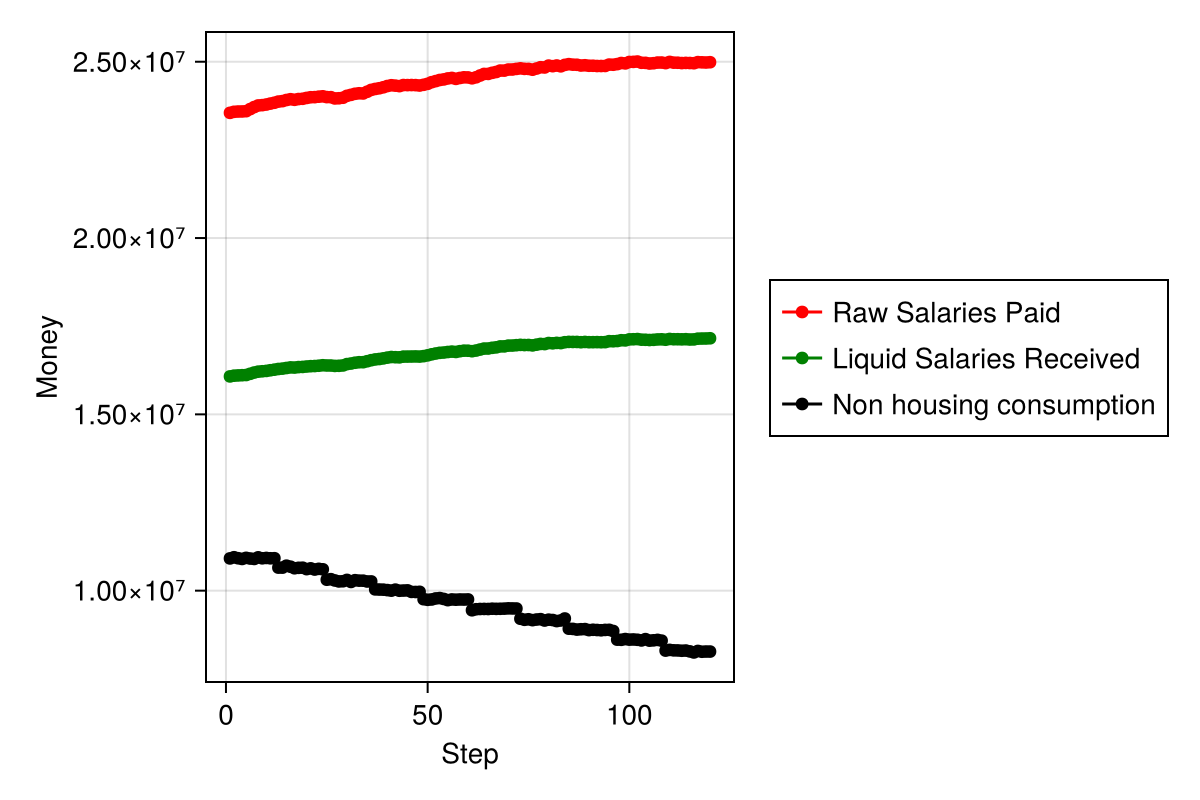 2.50×10⁷
2.00×10⁷
1.50×10⁷
1.00×10⁷
Money
0 50 100
Step
Raw Salaries Paid
Liquid Salaries Received
Non housing consumption